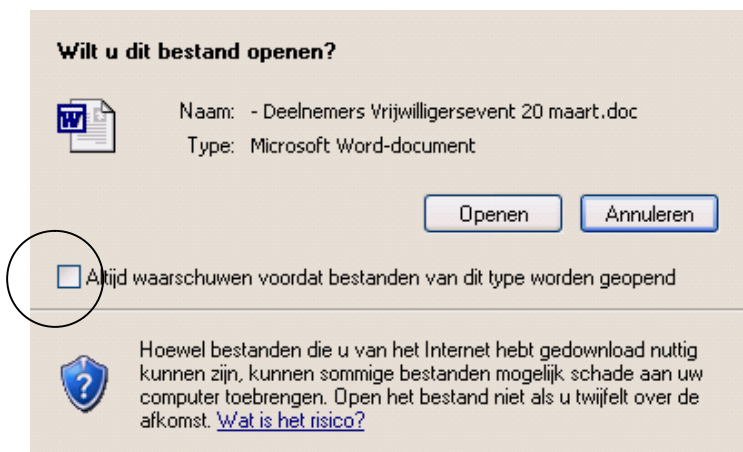 Wilt u dit bestand openen?
W
Naam: - Deelnemers Vrijwilligersevent 20 maart.doc
Type: Microsoft Word-document
Openen Annuleren
Altijd waarschuwen voordat bestanden van dit type worden geopend
Hoewel bestanden die u van het Internet hebt gedownload nuttig
kunnen zijn, kunnen sommige bestanden mogelijk schade aan uw
computer toebrengen. Open het bestand niet als u twijfelt over de
afkomst. Wat is het risico?
?